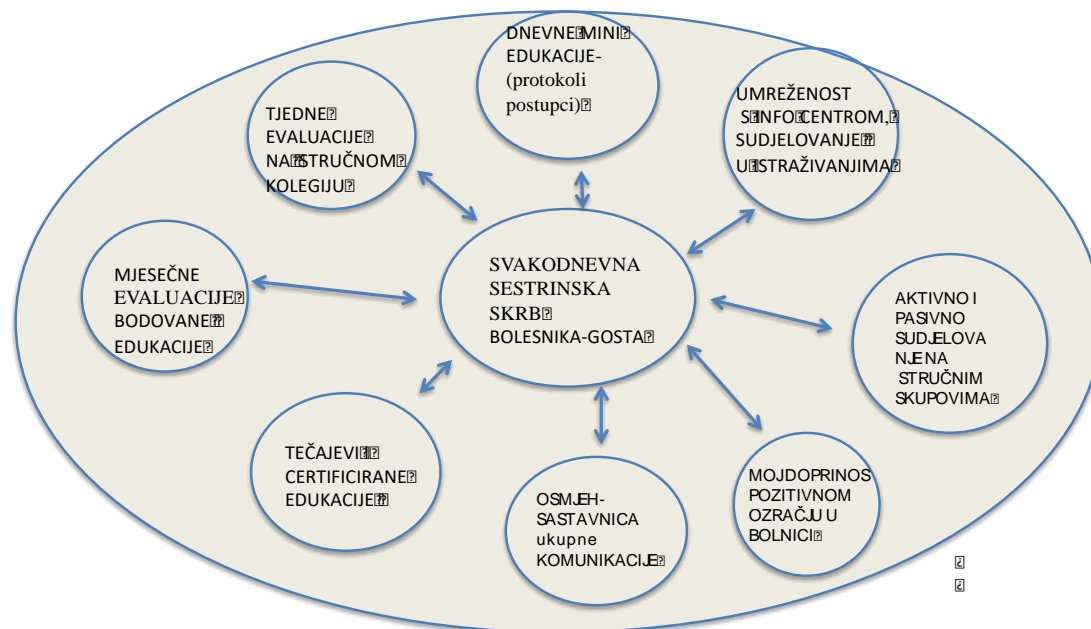 DNEVNE MINI
EDUKACIJE-
(protokoli
postupci)
TJEDNE
EVALUACIJE
NA STRUČNOM
KOLEGIJU
UMREŽENOST
S INFO CENTROM,
SUDJELOVANJE
U ISTRAŽIVANJIMA
MJESEČNE
EVALUACIJE
BODOVANE
EDUKACIJE
SVAKODNEVNA
SESTRINSKA
SKRB
BOLESNIKA-GOSTA
AKTIVNO I
PASIVNO
SUDJELOVA
NJE NA
STRUČNIM
SKUPOVIMA
TEČAJEVI
CERTIFICIRANE
EDUKACIJE
OSMJEH-
SASTAVNICA
ukupne
KOMUNIKACIJE
MOJDOPRINOS
POZITIVNOM
OZRAČJU U
BOLNICI